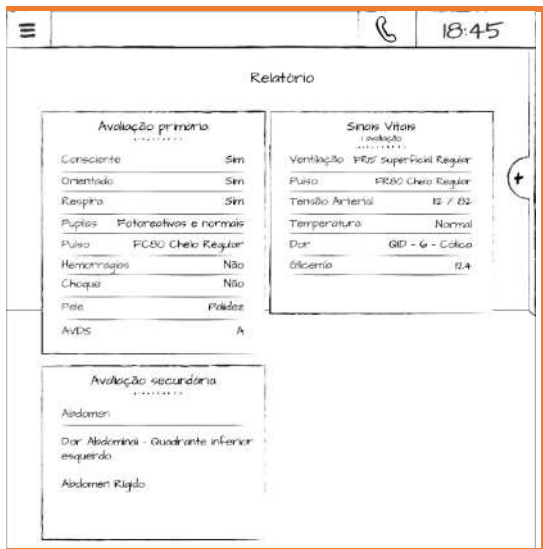 18:45
Relatório
Avaliação primária
Consciente Sim
Orientado Sim
Respira Sim
Pupilas Fotoreativas e normais
Pulso FC80 Cheio Regular
Hemorragias Não
Choque Não
Pele Palidez
AVDS A
Sinais Vitais
1 avaliação
Ventilação FR15 Superficial Regular
Pulso FR80 Cheio Regular
Tensão Arterial 12 / 82
Temperatura Normal
Dor QID - 6 - Cólica
Glicemia 12.4
+
Avaliação secundária
Abdomen
Dor Abdominal - Quadrante inferior
esquerdo
Abdomen Rígido